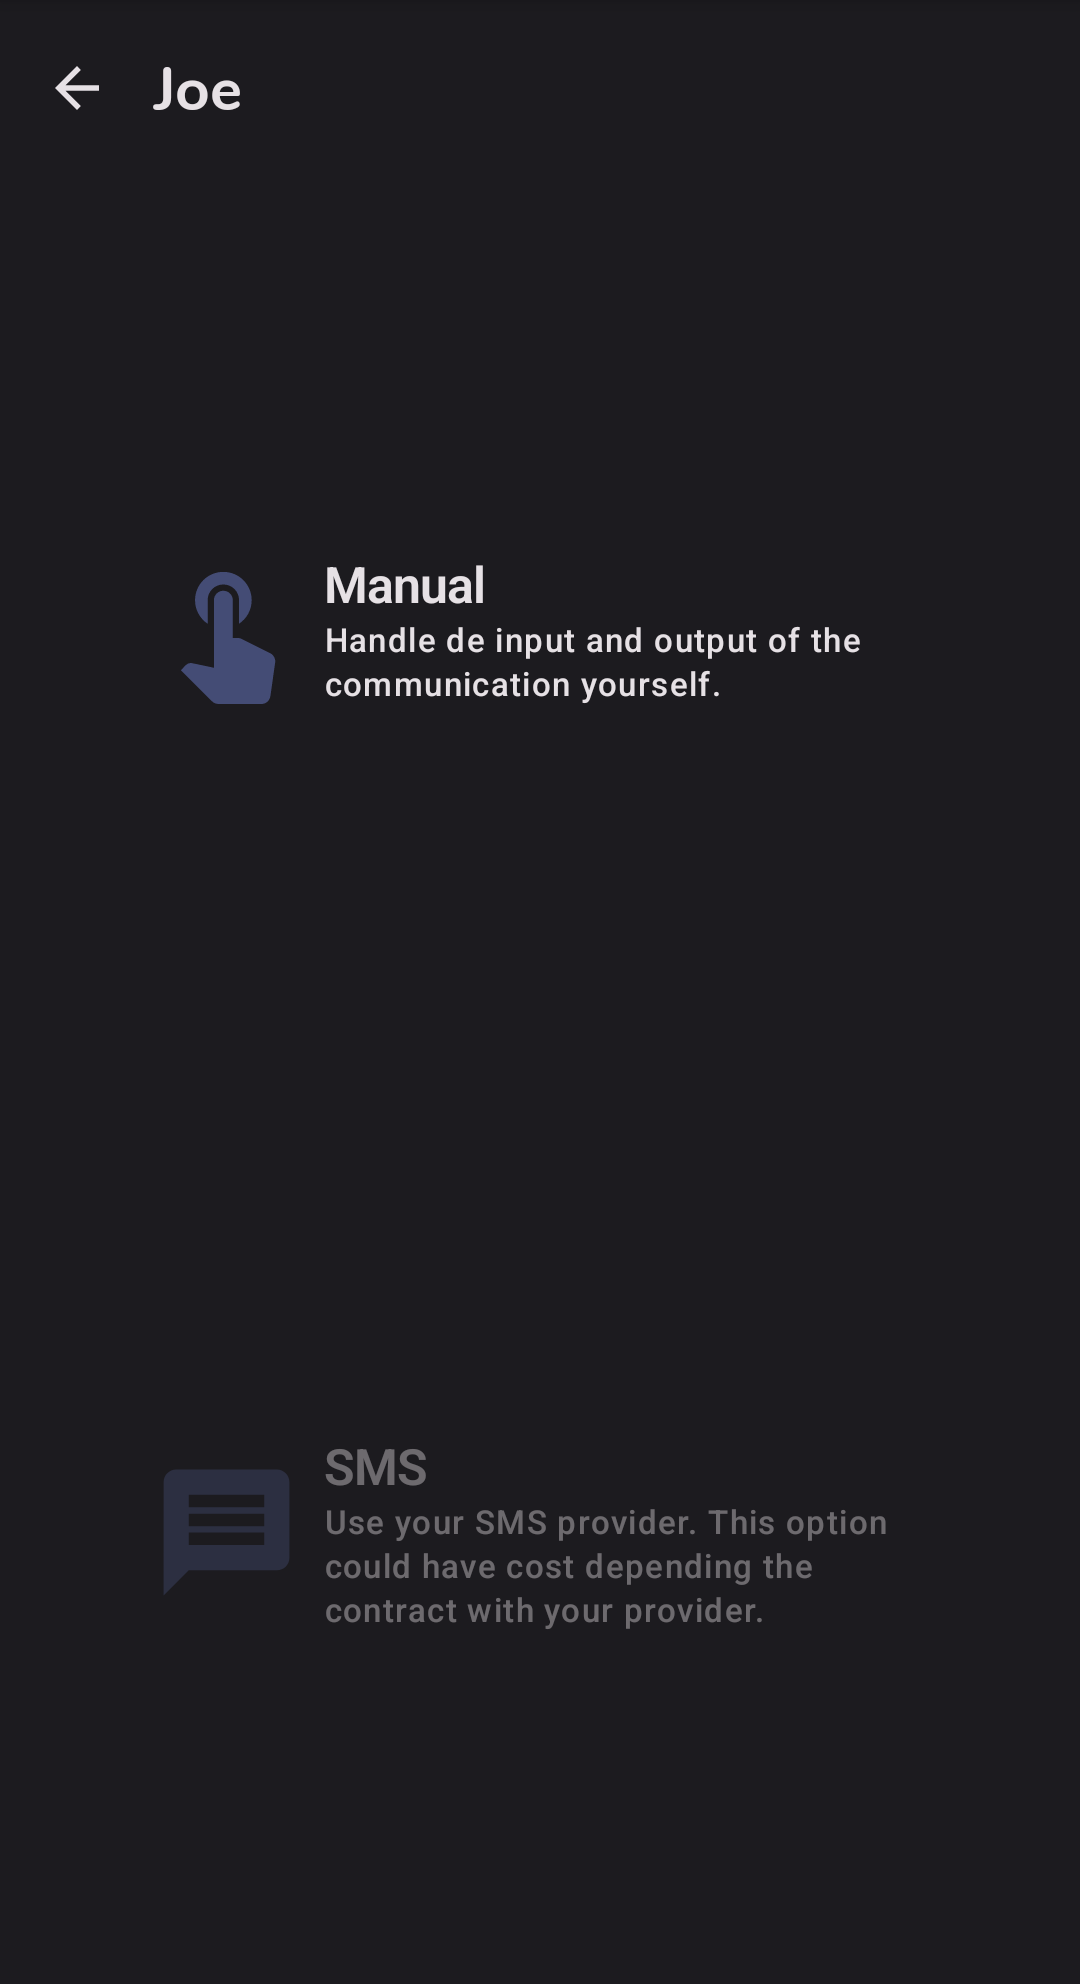 Joe
Manual
Handle de input and output of the
communication yourself.
SMS
Use your SMS provider. This option
could have cost depending the
contract with your provider.